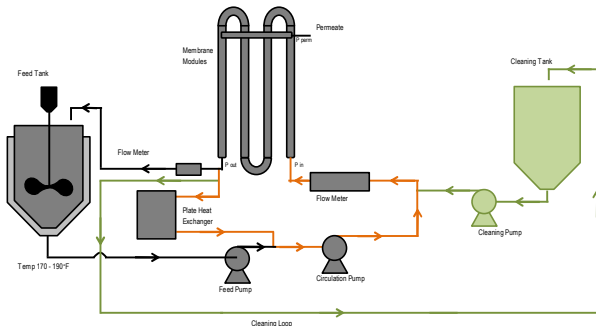 P perm
Permeate
Membrane
Modules
Cleaning Tank
Feed Tank
Flow Meter
P out
P in
Flow Meter
Plate Heat
Exchanger
Cleaning Pump
Temp 170 - 190°F
Circulation Pump
Feed Pump
Cleaning Loop